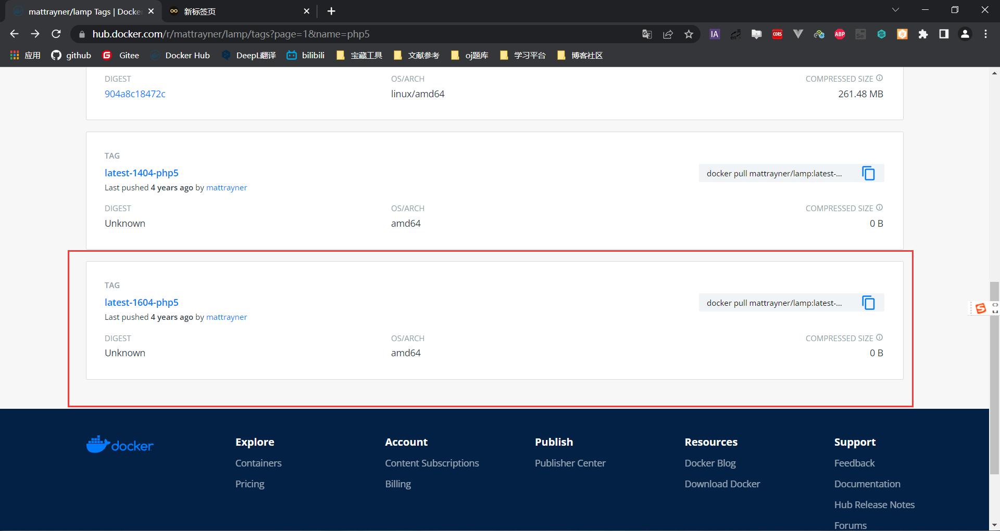 mattrayner/lamp Tags | Docke
新标签页
hub.docker.com/r/mattrayner/lamp/tags?page=1&name=php5
IA
CORS
ABP
Se
应用
github
G
Gitee
Docker Hub
DeepL翻译
bilibili
宝藏工具
文献参考
oj题库
学习平台
博客社区
DIGEST
OS/ARCH
COMPRESSED SIZE
904a8c18472c
linux/amd64
261.48 MB
TAG
latest-1404-php5
docker pull mattrayner/lamp:latest-...
Last pushed 4 years ago by mattrayner
DIGEST
OS/ARCH
COMPRESSED SIZE
Unknown
amd64
0 B
TAG
latest-1604-php5
docker pull mattrayner/lamp:latest-...
Last pushed 4 years ago by mattrayner
DIGEST
OS/ARCH
COMPRESSED SIZE
Unknown
amd64
0 B
S
docker
Explore
Account
Publish
Resources
Support
Containers
Content Subscriptions
Publisher Center
Docker Blog
Feedback
Pricing
Billing
Download Docker
Documentation
Hub Release Notes
Forums